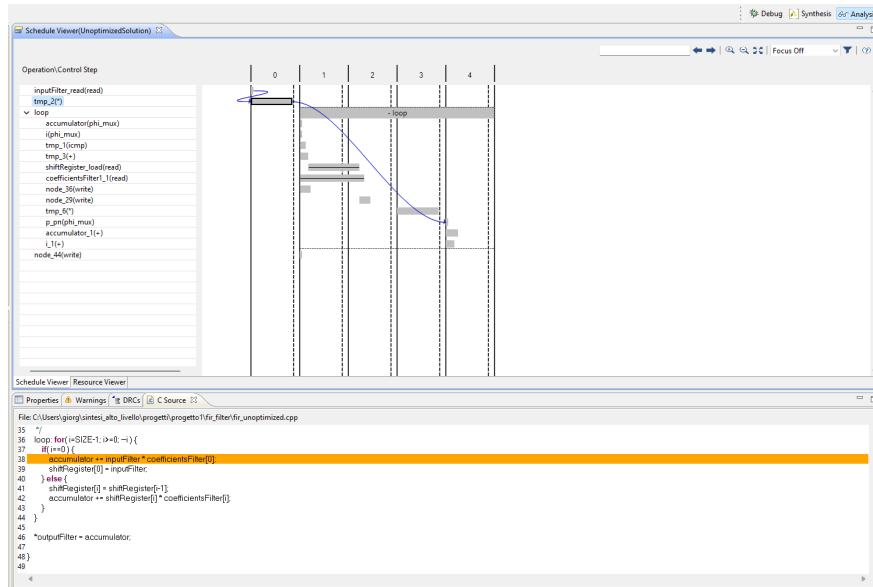 Debug Synthesis Analysi
Schedule Viewer(UnoptimizedSolution)
Focus Off
Operation\Control Step
0 1 2 3 4
inputFilter_read(read)
tmp_2(*)
loop
- loop
accumulator(phi_mux)
i(phi_mux)
tmp_1(icmp)
tmp_3(+)
shiftRegister_load(read)
coefficientsFilter1_1(read)
node_36(write)
node_29(write)
tmp_6(*)
p_pn(phi_mux)
accumulator_1(+)
i_1(+)
node_44(write)
Schedule Viewer Resource Viewer
Properties Warnings DRCs C Source
File: C:\Users\giorg\sintesi_alto_livello\progetti\progetto1\fir_filter\fir_unoptimized.cpp
35 */
36 loop: for( i=SIZE-1; i>=0; --i ) {
37 if( i==0 ) {
38 accumulator += inputFilter * coefficientsFilter[0];
39 shiftRegister[0] = inputFilter;
40 } else {
41 shiftRegister[i] = shiftRegister[i-1];
42 accumulator += shiftRegister[i] * coefficientsFilter[i];
43 }
44 }
45
46 *outputFilter = accumulator;
47
48 }
49